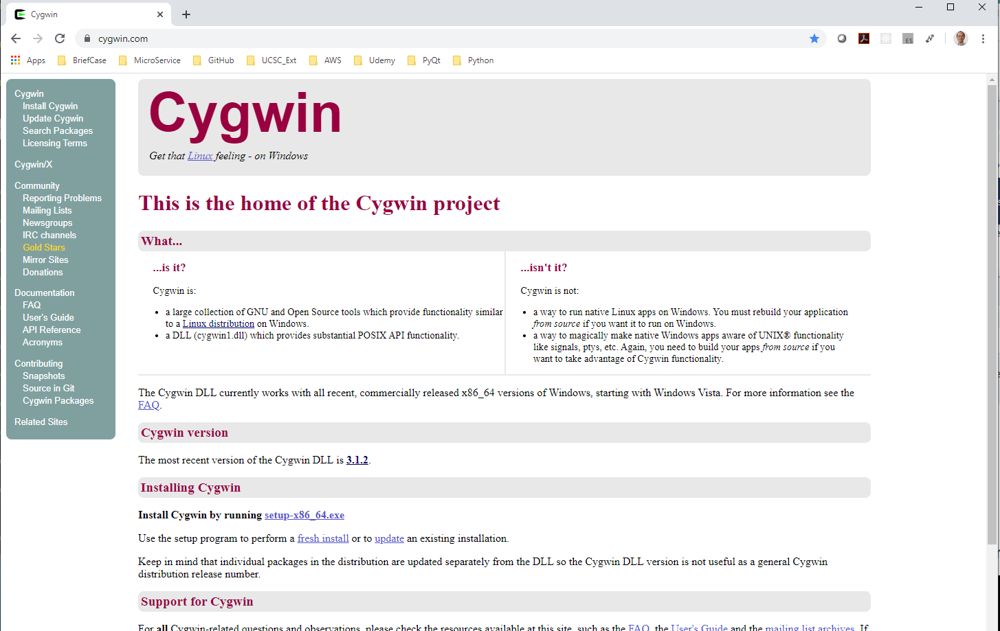 Cygwin
cygwin.com
ES
Apps BriefCase MicroService GitHub UCSC_Ext AWS Udemy PyQt Python
Cygwin
Install Cygwin
Update Cygwin
Search Packages
Licensing Terms
Cygwin/X
Community
Reporting Problems
Mailing Lists
Newsgroups
IRC channels
Gold Stars
Mirror Sites
Donations
Documentation
FAQ
User's Guide
API Reference
Acronyms
Contributing
Snapshots
Source in Git
Cygwin Packages
Related Sites
Cygwin
Get that Linux feeling - on Windows
This is the home of the Cygwin project
What...
...is it?
Cygwin is:
• a large collection of GNU and Open Source tools which provide functionality similar
to a Linux distribution on Windows.
• a DLL (cygwin1.dll) which provides substantial POSIX API functionality.
...isn't it?
Cygwin is not:
• a way to run native Linux apps on Windows. You must rebuild your application
from source if you want it to run on Windows.
• a way to magically make native Windows apps aware of UNIX® functionality
like signals, ptys, etc. Again, you need to build your apps from source if you
want to take advantage of Cygwin functionality.
The Cygwin DLL currently works with all recent, commercially released x86_64 versions of Windows, starting with Windows Vista. For more information see the
FAQ.
Cygwin version
The most recent version of the Cygwin DLL is 3.1.2.
Installing Cygwin
Install Cygwin by running setup-x86_64.exe
Use the setup program to perform a fresh install or to update an existing installation.
Keep in mind that individual packages in the distribution are updated separately from the DLL so the Cygwin DLL version is not useful as a general Cygwin
distribution release number.
Support for Cygwin
For all Cygwin-related questions and observations, please check the resources available at this site, such as the FAQ, the User's Guide and the mailing list archives. If